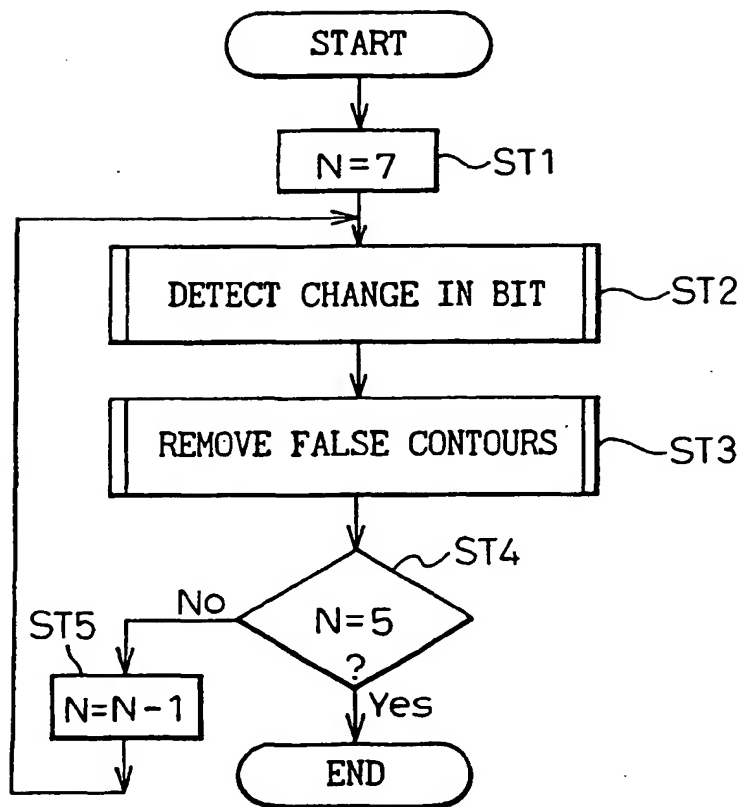 START
N=7
ST1
DETECT CHANGE IN BIT
ST2
REMOVE FALSE CONTOURS
ST3
ST4
N=5
?
No
Yes
ST5
N=N-1
END